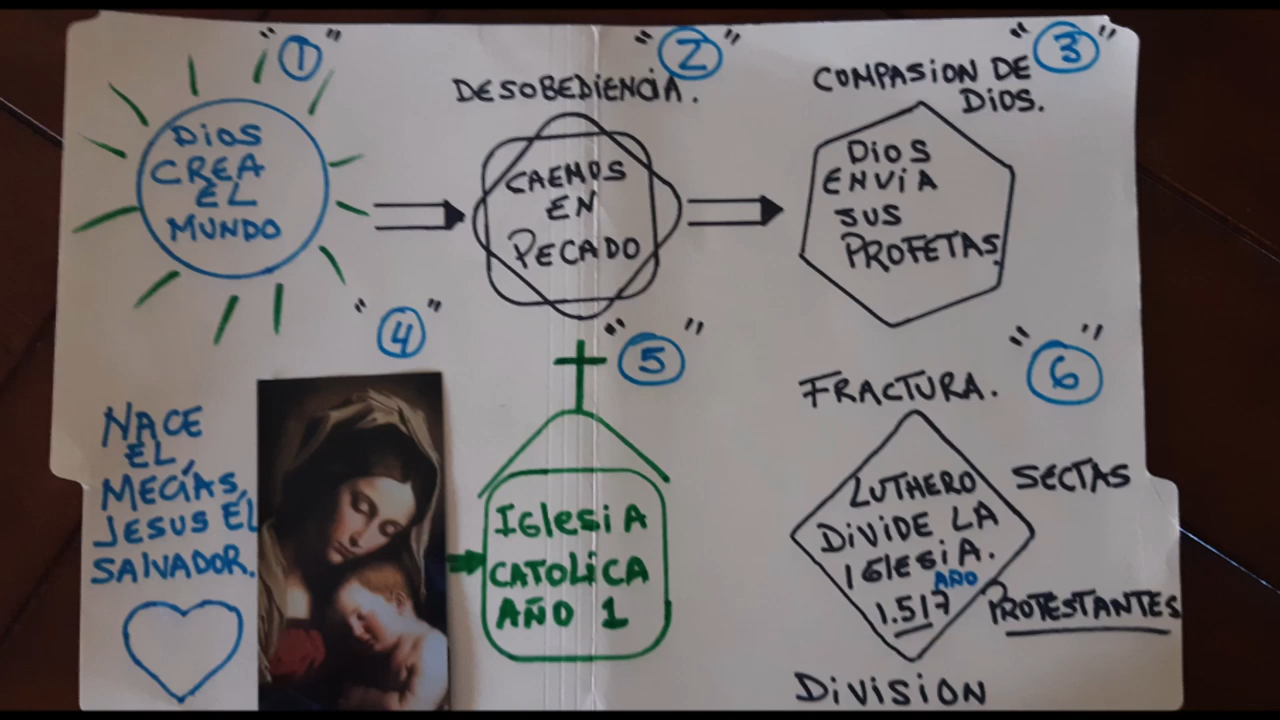 "1"
DiOS
CREA
EL
MUNDO
"2"
DESOBEDiENCiA.
CAEMOS
EN
PECADO
"3"
COMPASION DE
DiOS.
DiOS
ENViA
SUS
PROFETAS.
"4"
NACE
EL,
MECÍAS,
JESUS EL
SALVADOR.
"5"
IGlesiA
CATOLiCA
AÑO 1
"6"
FRACTURA.
LUTHERO
DiViDE LA
IGlEsiA.
AÑO
1.517
SECTAS
PROTESTANTES
DiViSiON